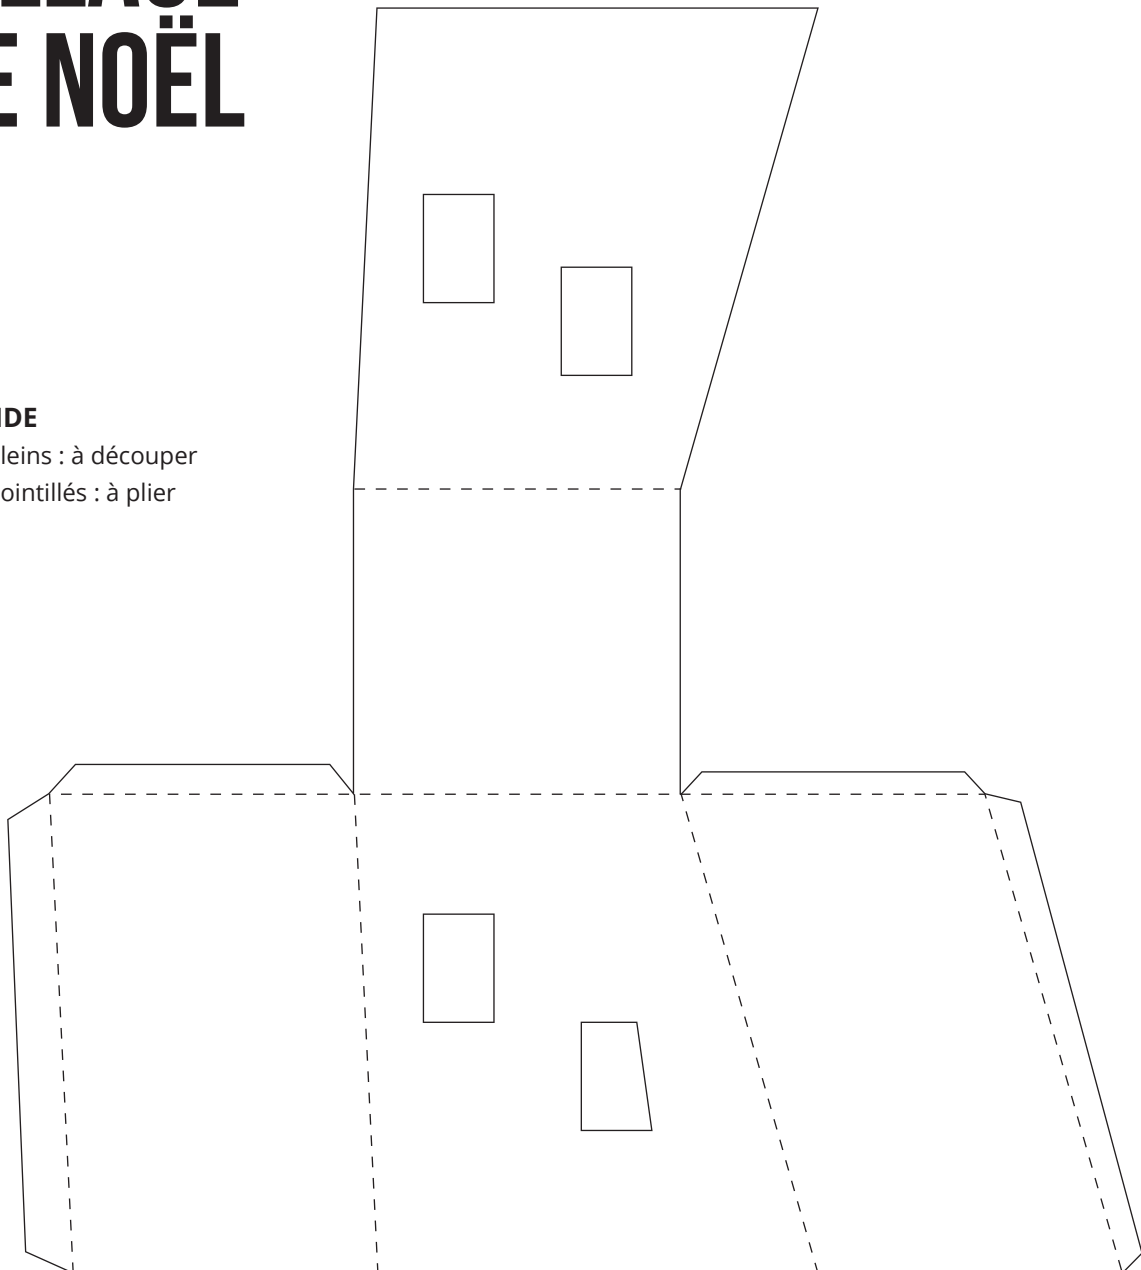 E NOËL
IDE
leins : à découper
ointillés : à plier